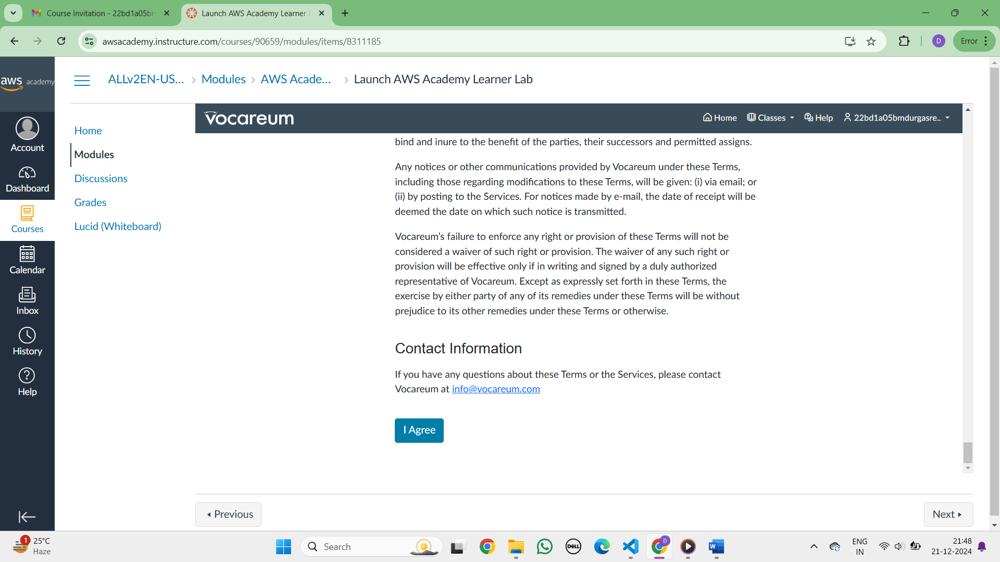 Course Invitation - 22bd1a05bm
Launch AWS Academy Learner L
awsacademy.instructure.com/courses/90659/modules/items/8311185
D
Error
aws academy
ALLv2EN-US... > Modules > AWS Acade... > Launch AWS Academy Learner Lab
Account
Dashboard
Courses
Calendar
Inbox
History
Help
Home
Modules
Discussions
Grades
Lucid (Whiteboard)
Vocareum
Home Classes Help 22bd1a05bmdurgasre..
bind and inure to the benefit of the parties, their successors and permitted assigns.
Any notices or other communications provided by Vocareum under these Terms,
including those regarding modifications to these Terms, will be given: (i) via email; or
(ii) by posting to the Services. For notices made by e-mail, the date of receipt will be
deemed the date on which such notice is transmitted.
Vocareum’s failure to enforce any right or provision of these Terms will not be
considered a waiver of such right or provision. The waiver of any such right or
provision will be effective only if in writing and signed by a duly authorized
representative of Vocareum. Except as expressly set forth in these Terms, the
exercise by either party of any of its remedies under these Terms will be without
prejudice to its other remedies under these Terms or otherwise.
Contact Information
If you have any questions about these Terms or the Services, please contact
Vocareum at info@vocareum.com
I Agree
Previous
Next
1
25°C
Haze
Search
DELL
D
W
ENG
IN
21:48
21-12-2024